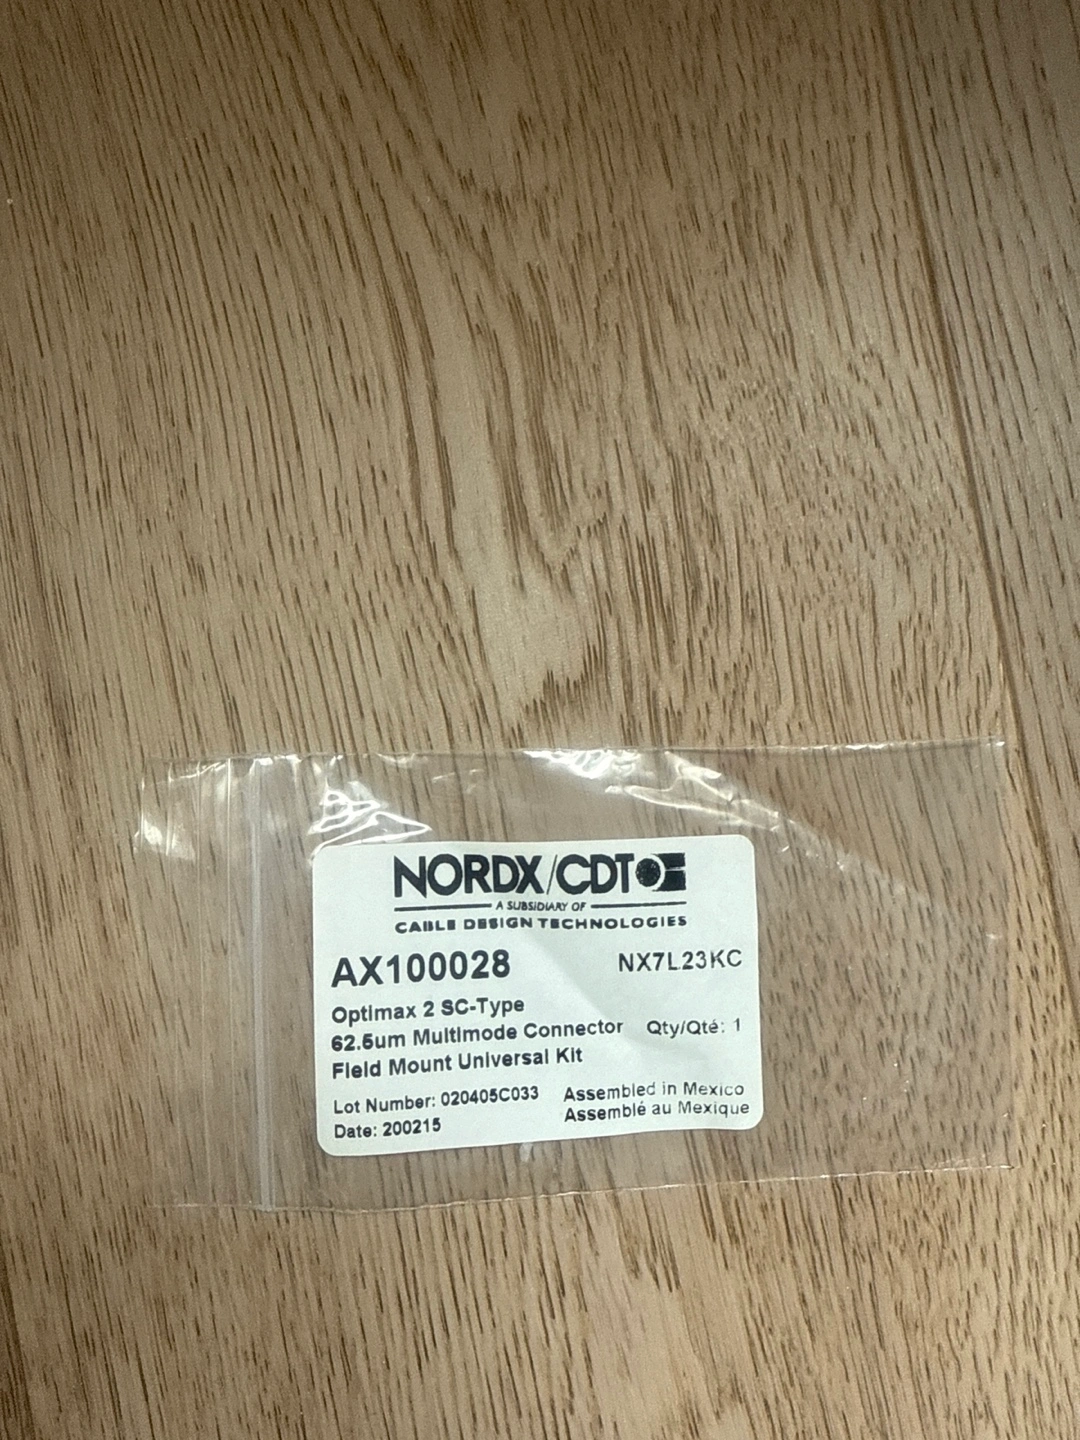 NORDX/CDT
A SUBSIDIARY OF
CABLE DESIGN TECHNOLOGIES
AX100028 NX7L23KC
Optimax 2 SC-Type
62.5um Multimode Connector Qty/Qté: 1
Field Mount Universal Kit
Lot Number: 020405C033 Assembled in Mexico
Date: 200215 Assemblé au Mexique